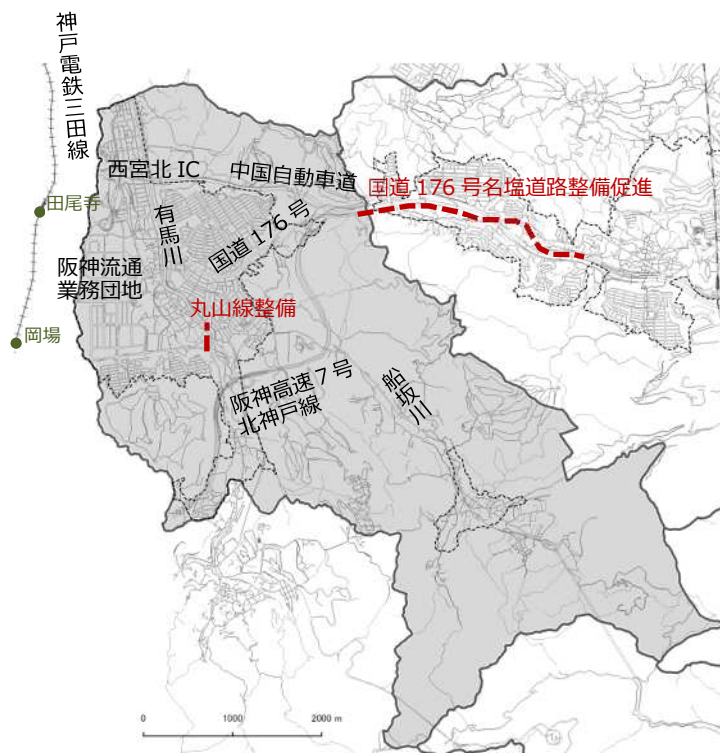 神戸電鉄三田線
西宮北 IC
中国自動車道
国道 176 号名塩道路整備促進
田尾寺
有馬川
国道 176 号
阪神流通
業務団地
丸山線整備
岡場
阪神高速7号
北神戸線
船坂川
0 1000 2000 m